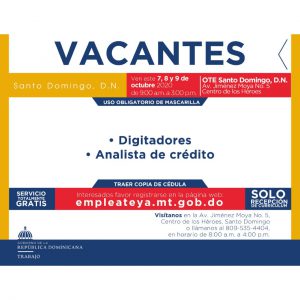 VACANTES
Santo Domingo, D.N.
Ven este 7, 8 y 9 de
octubre 2020
de 9:00 a.m. a 3:00 p.m.
OTE Santo Domingo, D.N.
Av. Jiménez Moya No. 5
Centro de los Héroes
USO OBLIGATORIO DE MASCARILLA
• Digitadores
• Analista de crédito
TRAER COPIA DE CÉDULA
SERVICIO
TOTALMENTE
GRATIS
Interesados favor registrarse en la página web:
empleateya.mt.gob.do
SOLO
RECEPCIÓN
DE CURRÍCULUM
Visítanos en la Av. Jiménez Moya No. 5,
Centro de los Héroes, Santo Domingo
o llámanos al 809-535-4404,
en horario de 8:00 a.m. a 4:00 p.m.
GOBIERNO DE LA
REPÚBLICA DOMINICANA
TRABAJO